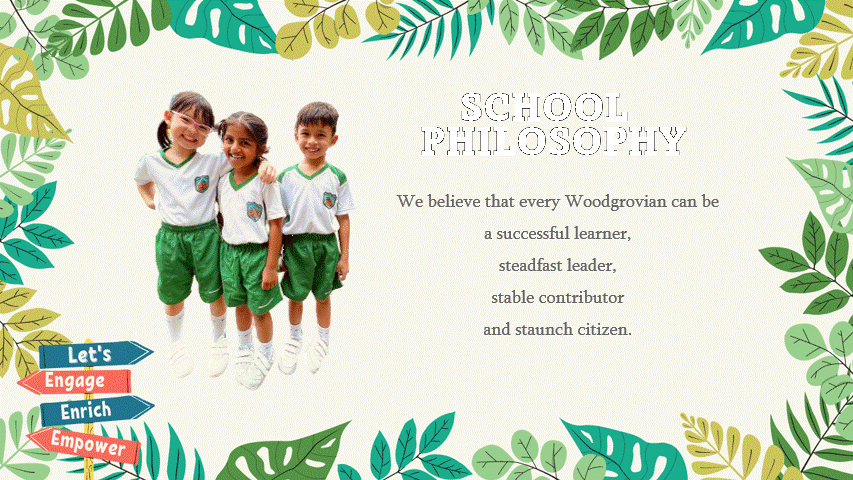 SCHOOL
PHILOSOPHY
We believe that every Woodgrovian can be
a successful learner,
steadfast leader,
stable contributor
and staunch citizen.
Let's
Engage
Enrich
Empower